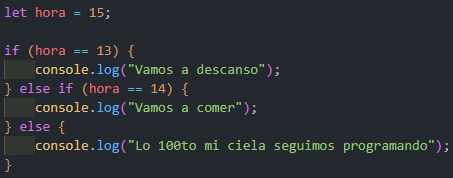 let hora = 15;
if (hora == 13) {
console.log("Vamos a descanso");
} else if (hora == 14) {
console.log("Vamos a comer");
} else {
console.log("Lo 100to mi ciela seguimos programando");
}